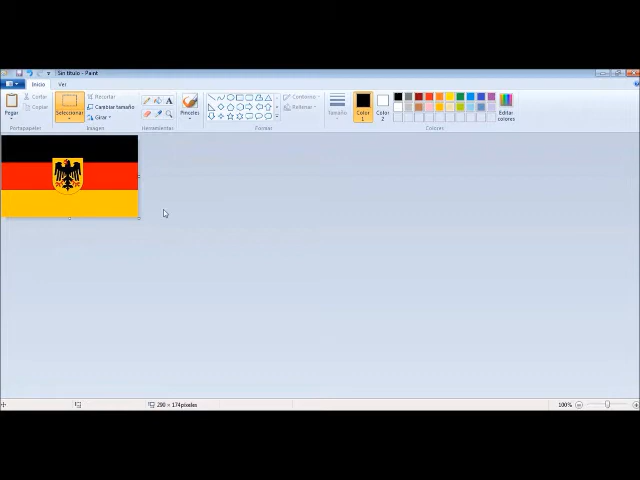 Sin título - Paint
Inicio Ver
Pegar
Cortar
Copiar
Portapapeles
Seleccionar
Recortar
Cambiar tamaño
Girar
Imagen
A
Herramientas
Pinceles
Formas
Contorno
Rellenar
Tamaño
Color
1
Color
2
Editar
colores
Colores
290 × 174píxeles
100%